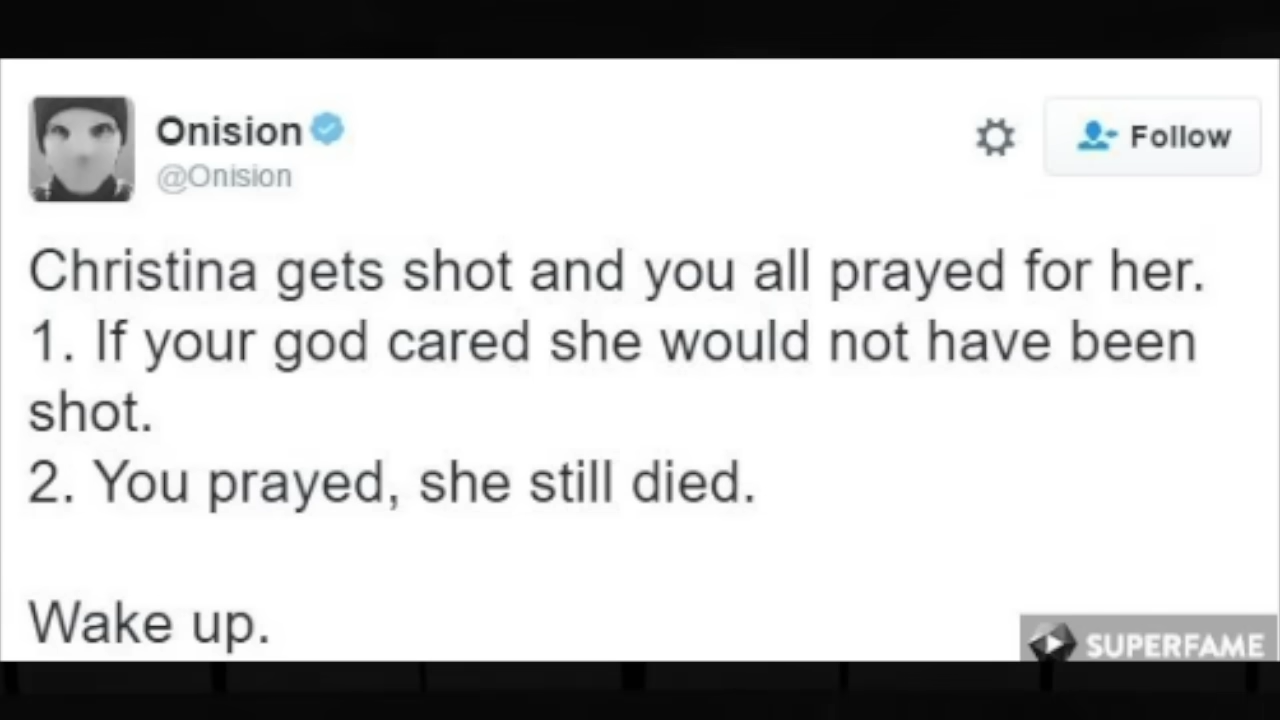 Onision
@Onision
Follow
Christina gets shot and you all prayed for her.
1. If your god cared she would not have been
shot.
2. You prayed, she still died.
Wake up.
SUPERFAME